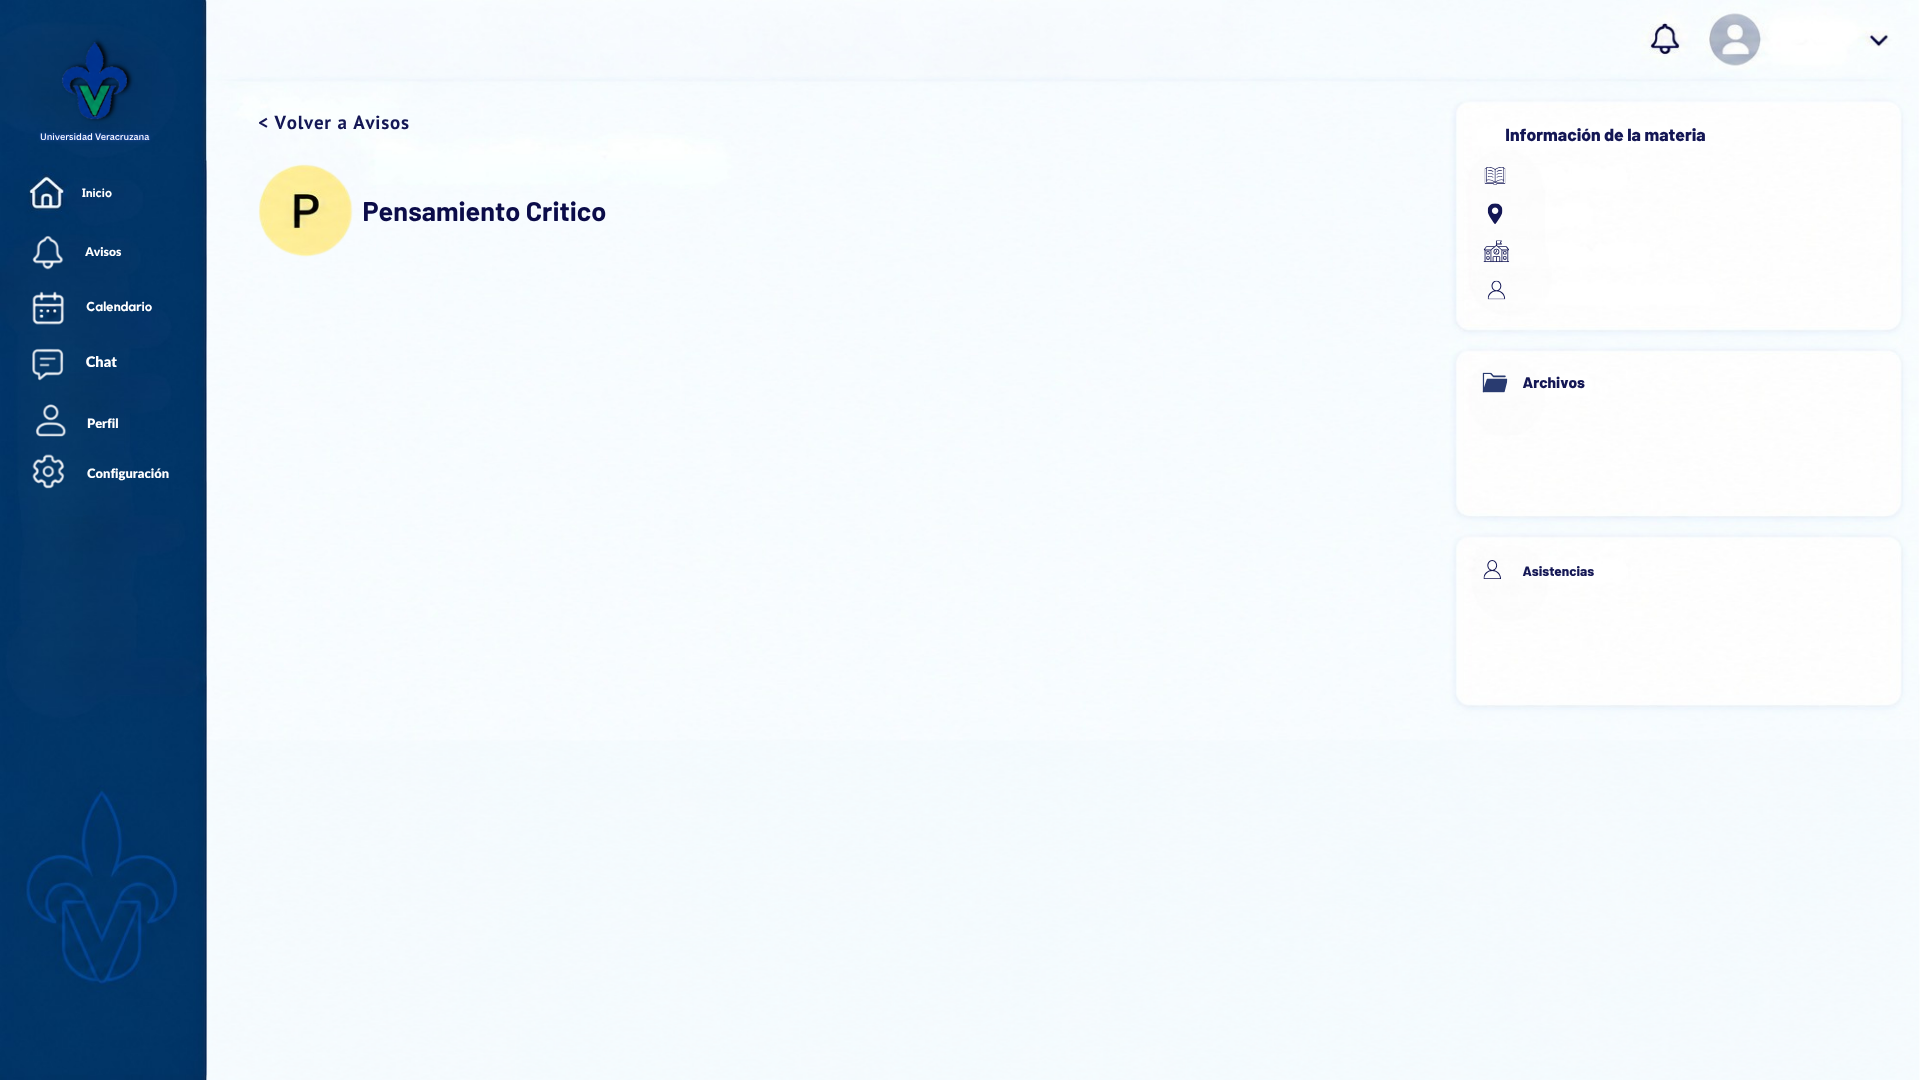 Universidad Veracruzana
Inicio
Avisos
Calendario
Chat
Perfil
Configuración
< Volver a Avisos
P
Pensamiento Critico
Información de la materia
Archivos
Asistencias